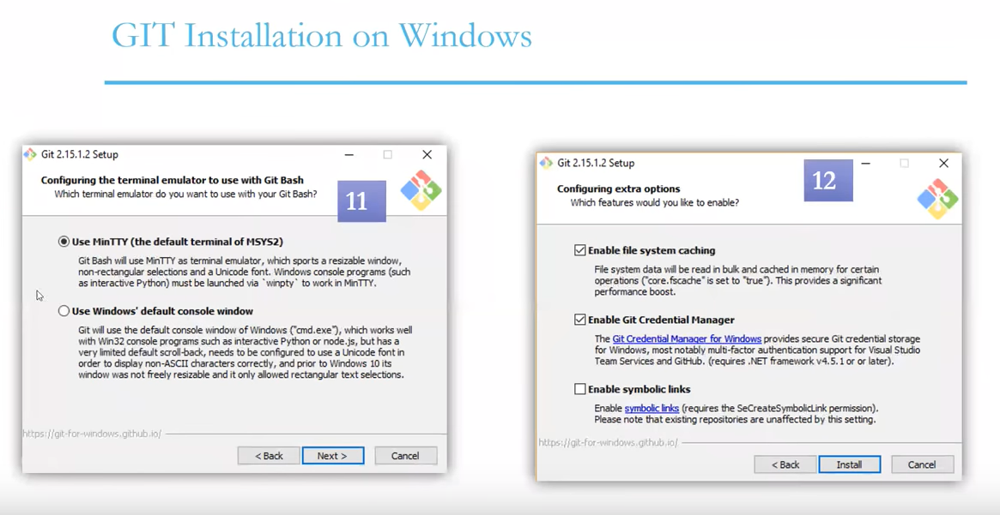 GIT Installation on Windows
Git 2.15.1.2 Setup
Configuring the terminal emulator to use with Git Bash
Which terminal emulator do you want to use with your Git Bash?
11
Use MinTTY (the default terminal of MSYS2)
Git Bash will use MinTTY as terminal emulator, which sports a resizable window,
non-rectangular selections and a Unicode font. Windows console programs (such
as interactive Python) must be launched via `winpty` to work in MinTTY.
Use Windows' default console window
Git will use the default console window of Windows ("cmd.exe"), which works well
with Win32 console programs such as interactive Python or node.js, but has a
very limited default scroll-back, needs to be configured to use a Unicode font in
order to display non-ASCII characters correctly, and prior to Windows 10 its
window was not freely resizable and it only allowed rectangular text selections.
https://git-for-windows.github.io/
< Back
Next >
Cancel
Git 2.15.1.2 Setup
Configuring extra options
Which features would you like to enable?
12
Enable file system caching
File system data will be read in bulk and cached in memory for certain
operations ("core.fscache" is set to "true"). This provides a significant
performance boost.
Enable Git Credential Manager
The Git Credential Manager for Windows provides secure Git credential storage
for Windows, most notably multi-factor authentication support for Visual Studio
Team Services and GitHub. (requires .NET framework v4.5.1 or or later).
Enable symbolic links
Enable symbolic links (requires the SeCreateSymbolicLink permission).
Please note that existing repositories are unaffected by this setting.
https://git-for-windows.github.io/
< Back
Install
Cancel